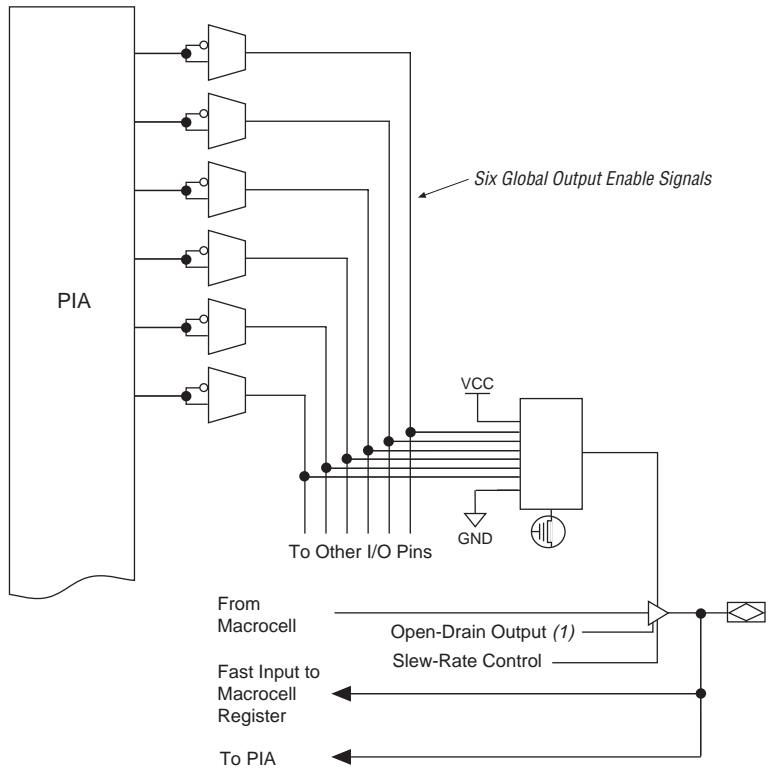 Six Global Output Enable Signals
PIA
VCC
GND
To Other I/O Pins
From
Macrocell
Open-Drain Output (1)
Slew-Rate Control
Fast Input to
Macrocell
Register
To PIA